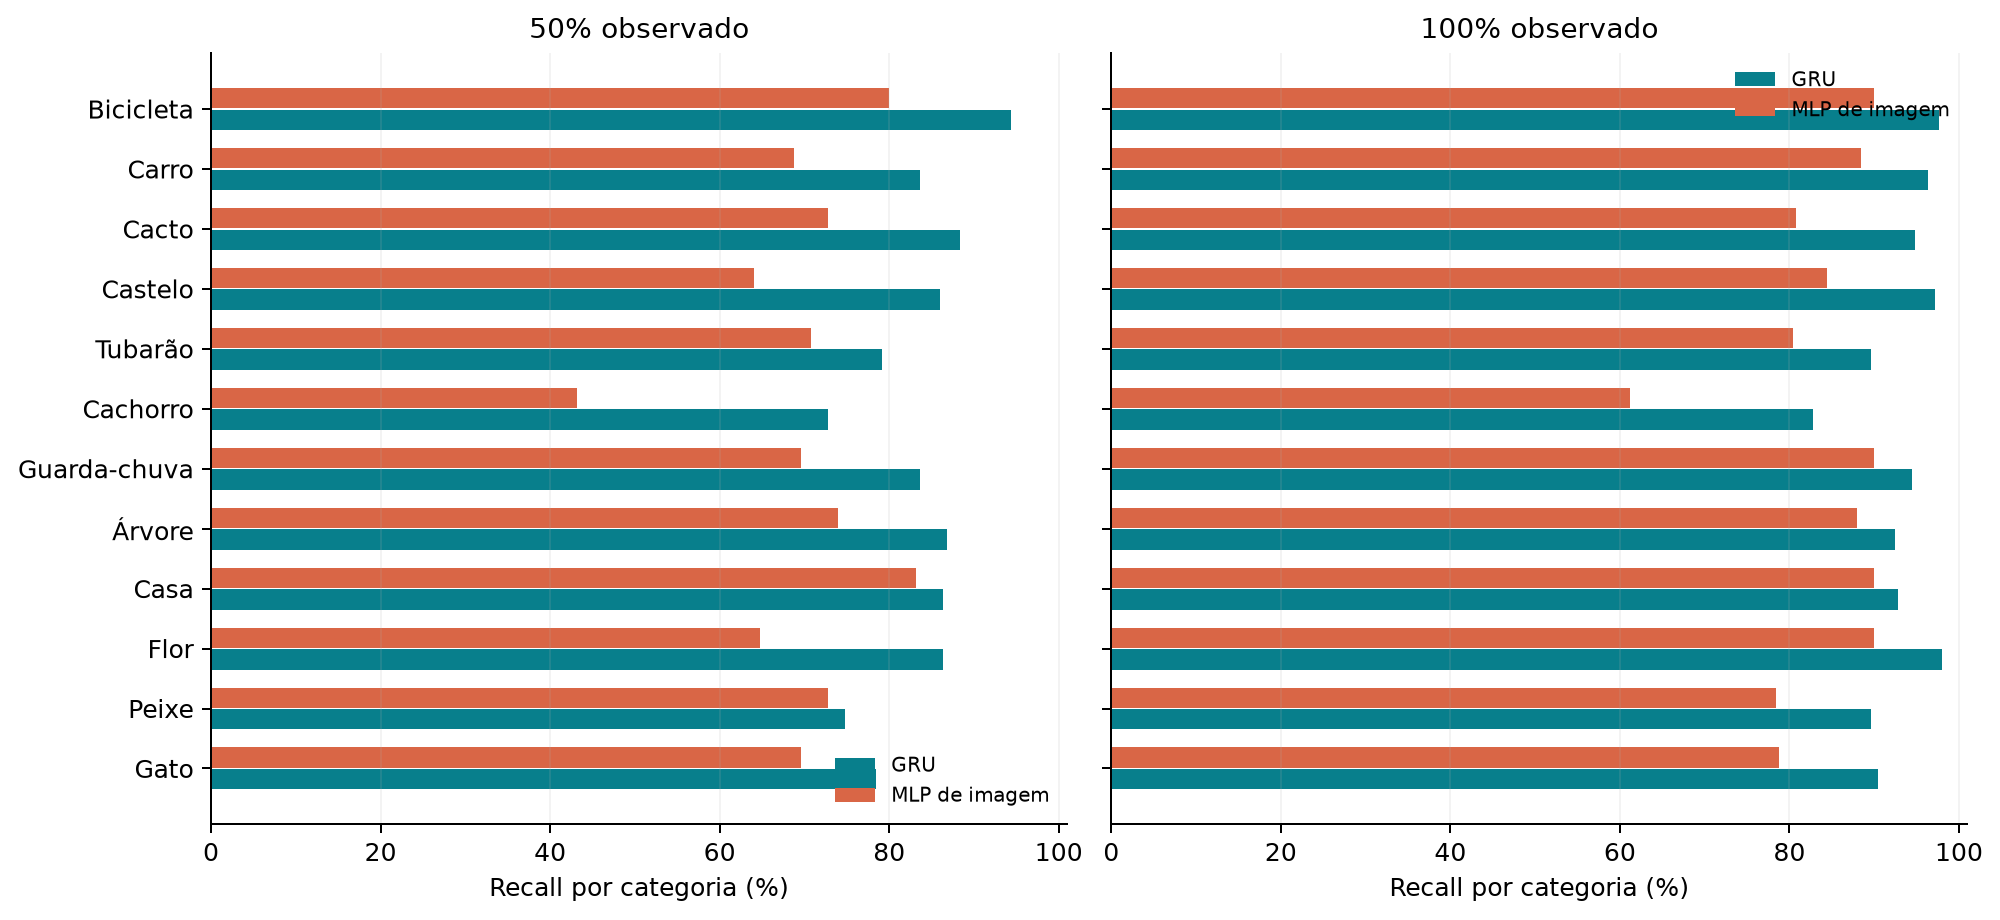 50% observado
Bicicleta
Carro
Cacto
Castelo
Tubarão
Cachorro
Guarda-chuva
Árvore
Casa
Flor
Peixe
Gato
GRU
MLP de imagem
0 20 40 60 80 100
Recall por categoria (%)
100% observado
GRU
MLP de imagem
0 20 40 60 80 100
Recall por categoria (%)